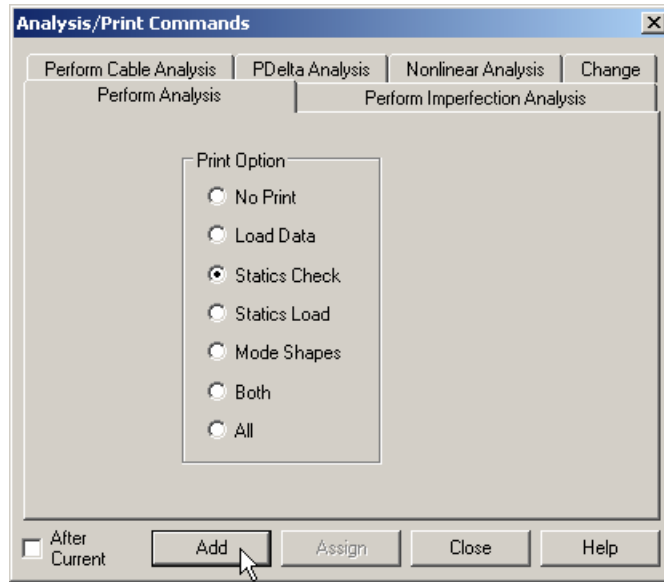 Analysis/Print Commands
Perform Cable Analysis PDelta Analysis Nonlinear Analysis Change
Perform Analysis Perform Imperfection Analysis
Print Option
No Print
Load Data
Statics Check
Statics Load
Mode Shapes
Both
All
After
Current
Add Assign Close Help